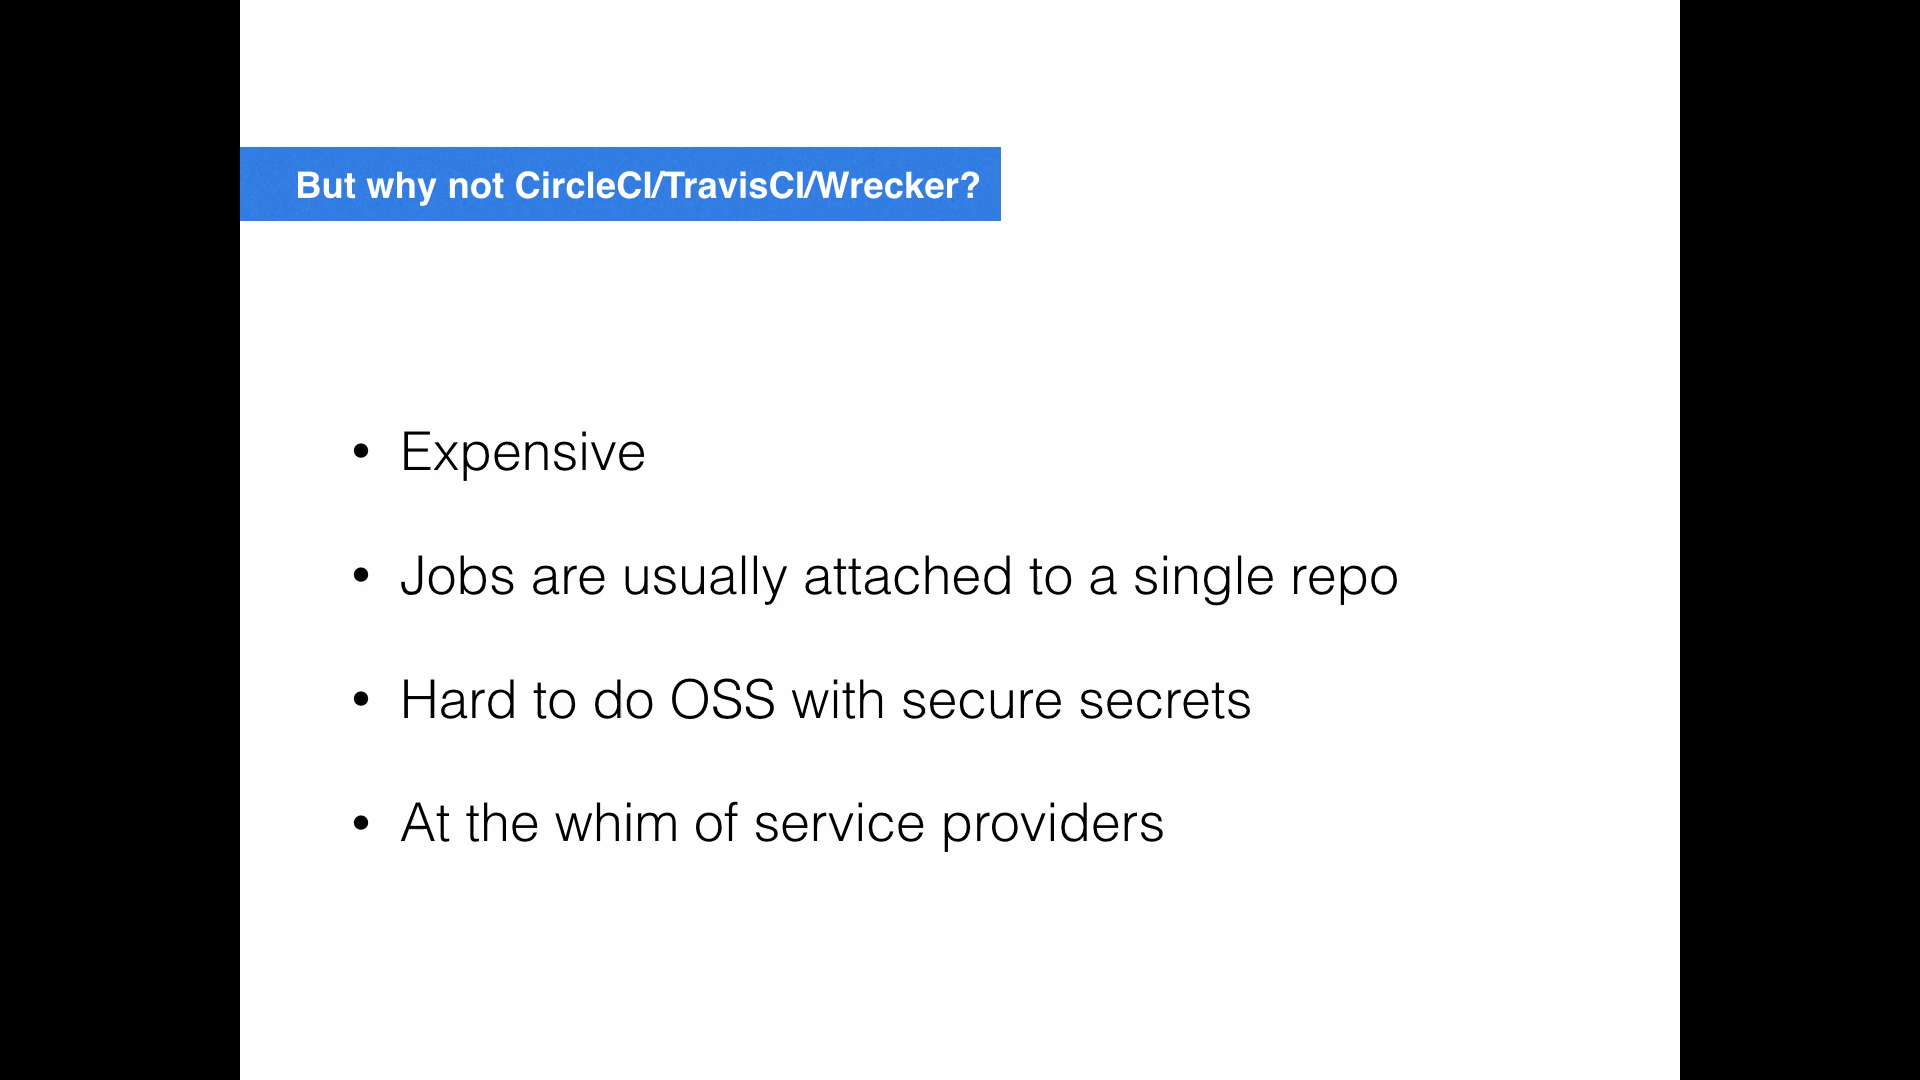 But why not CircleCI/TravisCI/Wrecker?
• Expensive
• Jobs are usually attached to a single repo
• Hard to do OSS with secure secrets
• At the whim of service providers